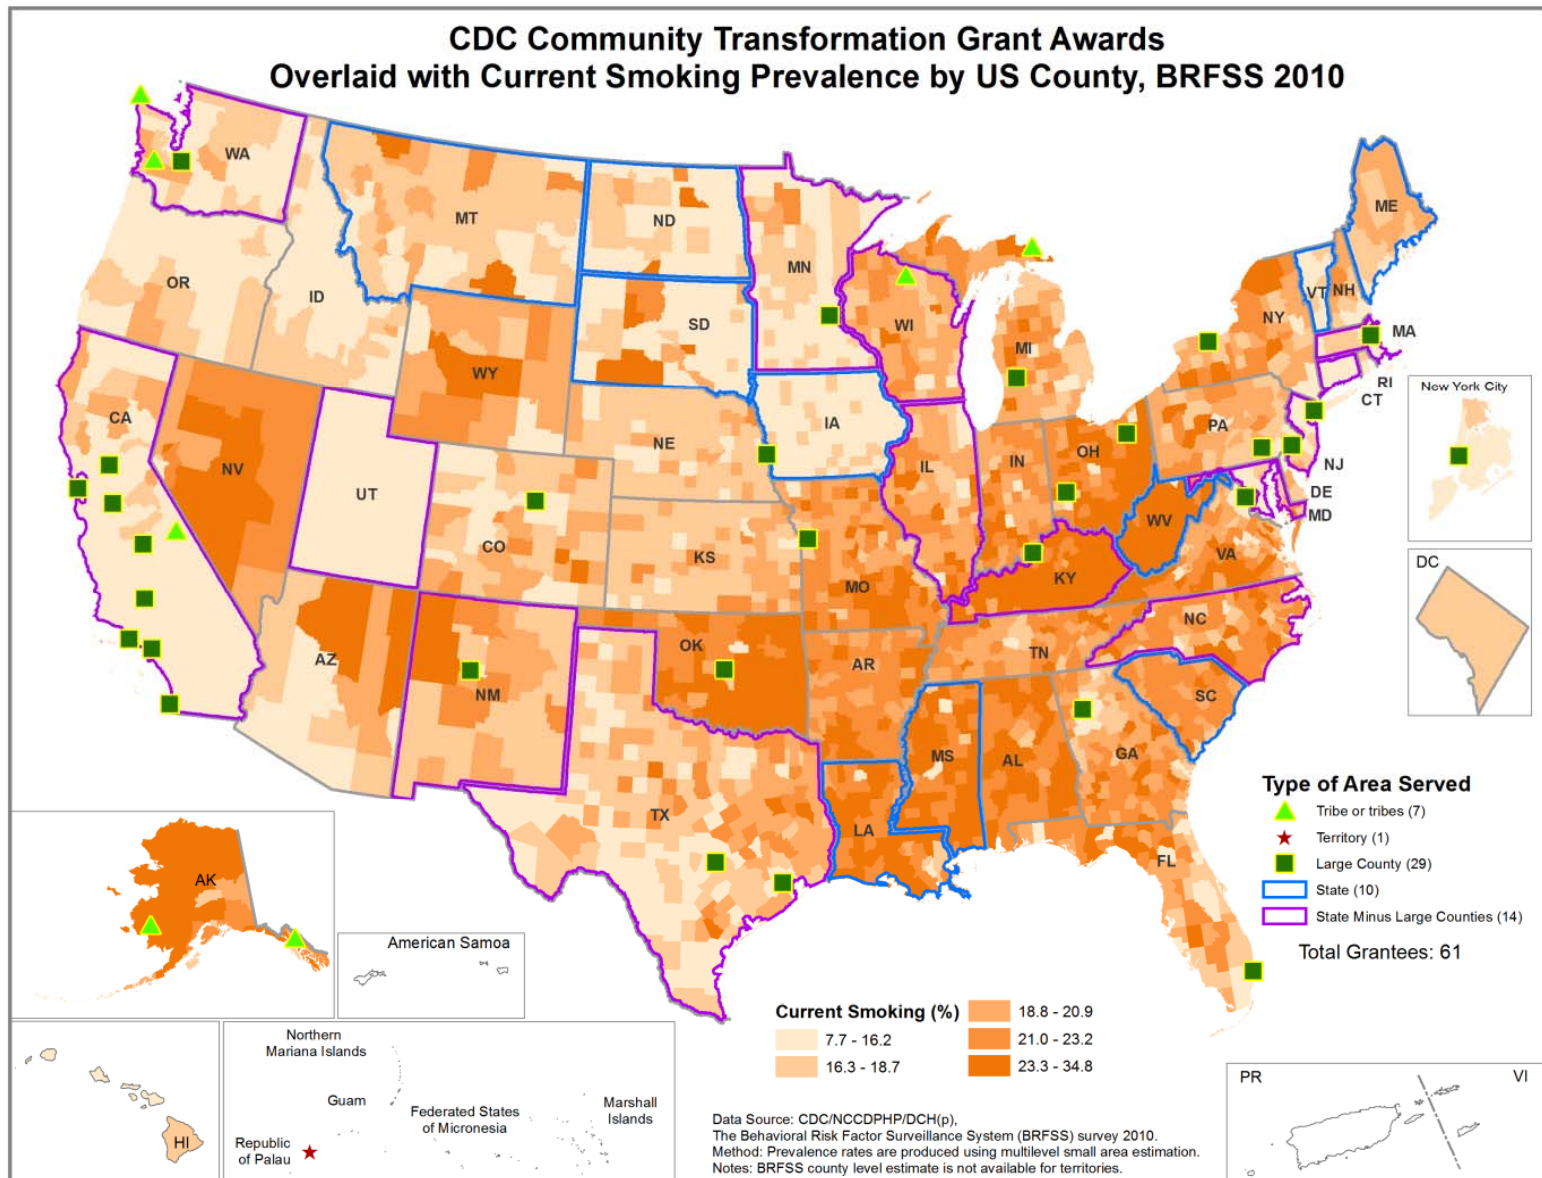 CDC Community Transformation Grant Awards
Overlaid with Current Smoking Prevalence by US County, BRFSS 2010
WA
MT
ND
MN
ME
OR
ID
SD
WI
MI
NY
VT
NH
MA
RI
CT
WY
CA
NV
UT
CO
NE
IA
IL
IN
OH
PA
NJ
DE
MD
WV
VA
KS
MO
KY
NC
AZ
NM
OK
AR
TN
SC
MS
AL
GA
TX
LA
FL
New York City
DC
Type of Area Served
Tribe or tribes (7)
Territory (1)
Large County (29)
State (10)
State Minus Large Counties (14)
Total Grantees: 61
AK
American Samoa
Current Smoking (%)
7.7 - 16.2
16.3 - 18.7
18.8 - 20.9
21.0 - 23.2
23.3 - 34.8
HI
Northern
Mariana Islands
Guam
Federated States
of Micronesia
Marshall
Islands
Republic
of Palau
PR
VI
Data Source: CDC/NCCDPHP/DCH(p),
The Behavioral Risk Factor Surveillance System (BRFSS) survey 2010.
Method: Prevalence rates are produced using multilevel small area estimation.
Notes: BRFSS county level estimate is not available for territories.